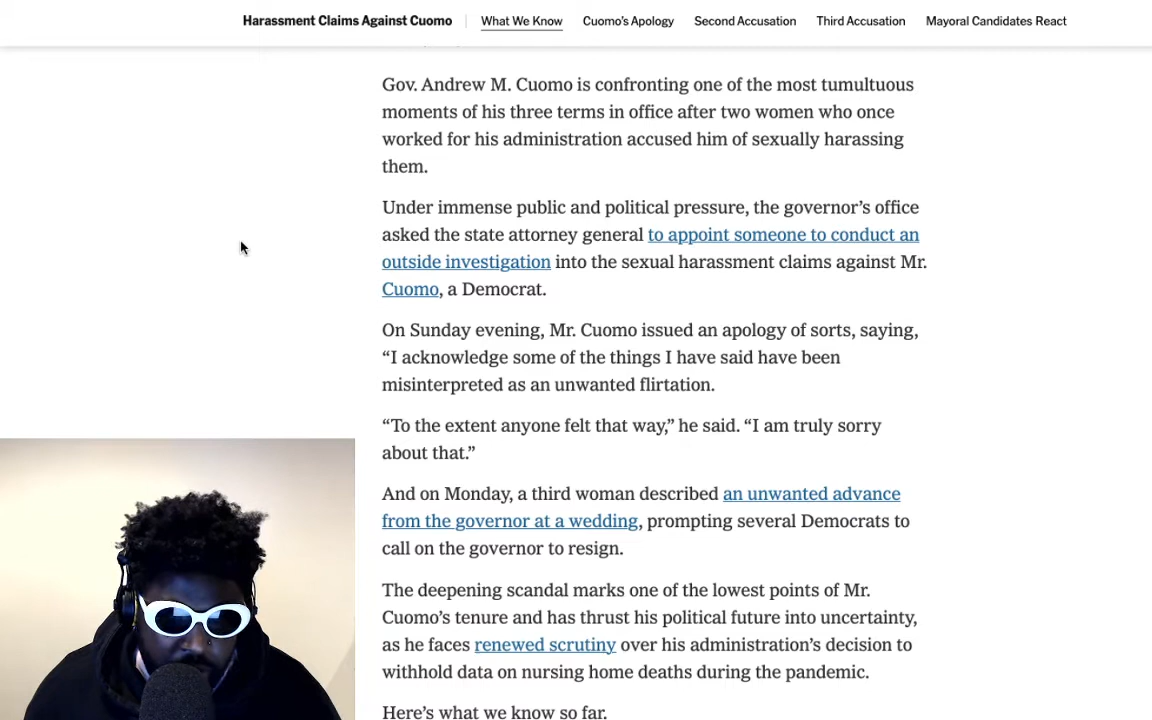 Harassment Claims Against Cuomo What We Know Cuomo's Apology Second Accusation Third Accusation Mayoral Candidates React
Gov. Andrew M. Cuomo is confronting one of the most tumultuous
moments of his three terms in office after two women who once
worked for his administration accused him of sexually harassing
them.
Under immense public and political pressure, the governor's office
asked the state attorney general to appoint someone to conduct an
outside investigation into the sexual harassment claims against Mr.
Cuomo, a Democrat.
On Sunday evening, Mr. Cuomo issued an apology of sorts, saying,
“I acknowledge some of the things I have said have been
misinterpreted as an unwanted flirtation.
“To the extent anyone felt that way,” he said. “I am truly sorry
about that.”
And on Monday, a third woman described an unwanted advance
from the governor at a wedding, prompting several Democrats to
call on the governor to resign.
The deepening scandal marks one of the lowest points of Mr.
Cuomo's tenure and has thrust his political future into uncertainty,
as he faces renewed scrutiny over his administration's decision to
withhold data on nursing home deaths during the pandemic.
Here's what we know so far.